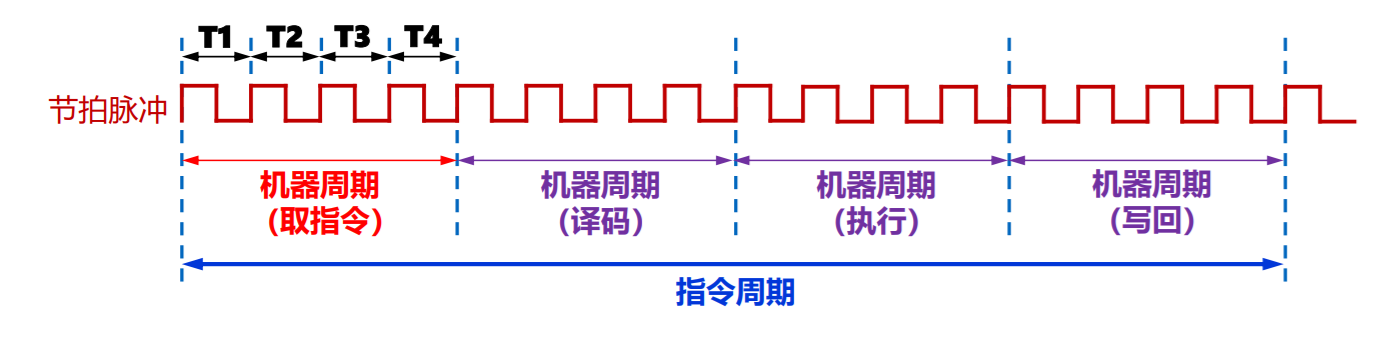 T1 T2 T3 T4
节拍脉冲
机器周期 机器周期 机器周期 机器周期
（取指令） （译码） （执行） （写回）
指令周期